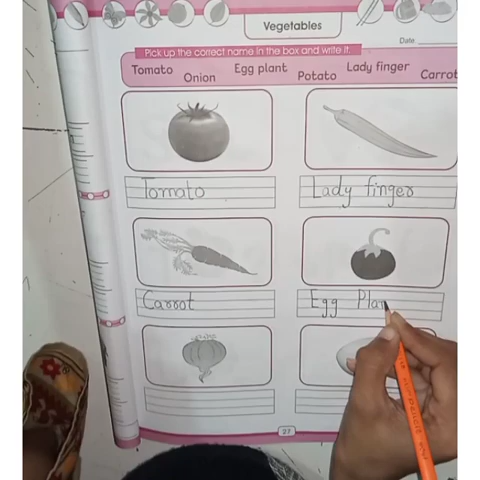 Vegetables
Date:
Pick up the correct name in the box and write it.
Tomato Onion Egg plant Potato Lady finger Carrot
Tomato Lady finger
Carrot Egg Plan
27